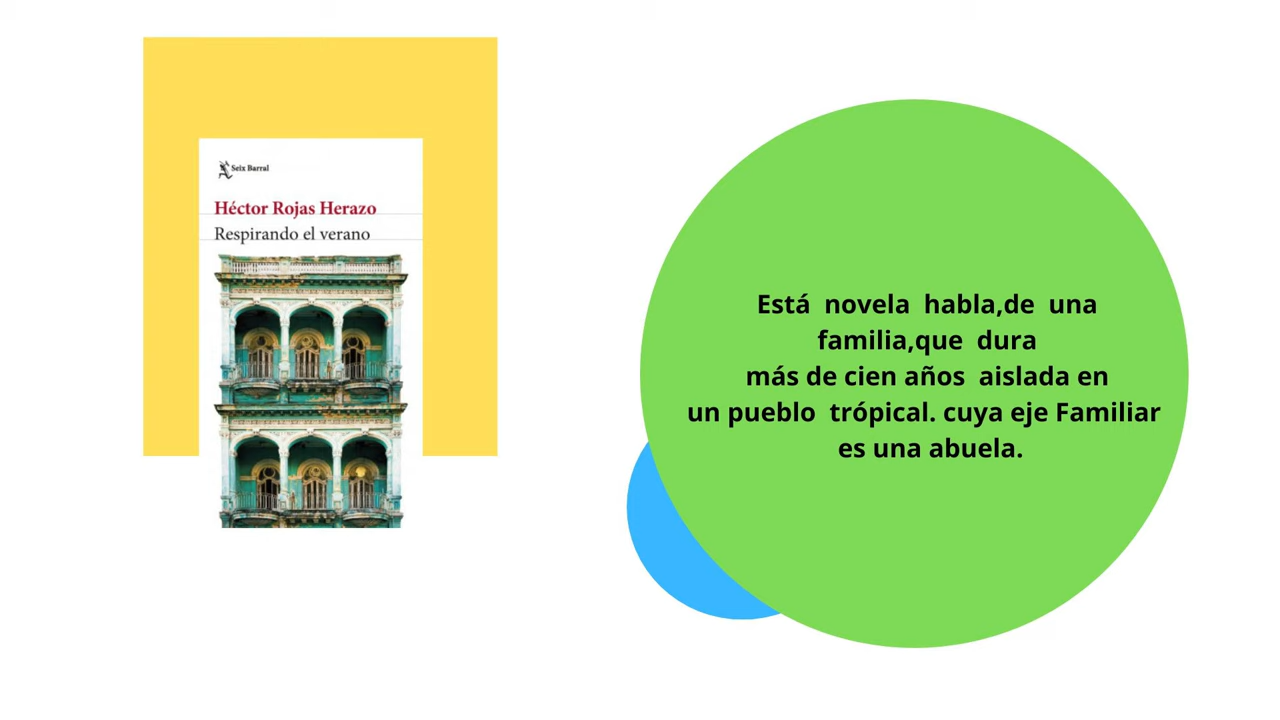 Seix Barral
Héctor Rojas Herazo
Respirando el verano
Está novela habla,de una
familia,que dura
más de cien años aislada en
un pueblo trópical. cuya eje Familiar
es una abuela.